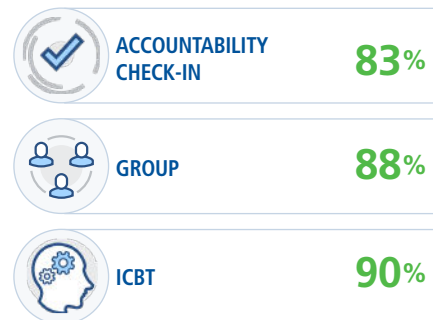 ACCOUNTABILITY
CHECK-IN
83%
GROUP
88%
ICBT
90%